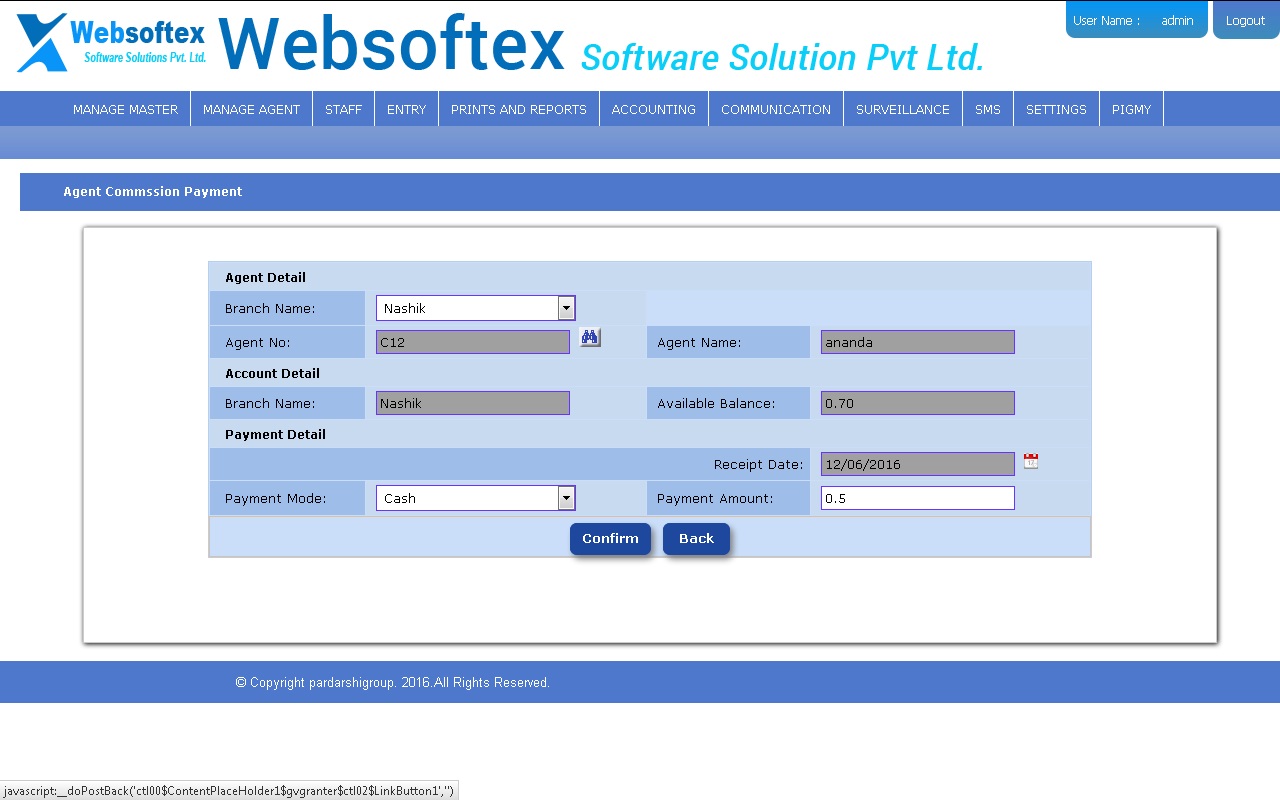 Websoftex
Software Solutions Pvt. Ltd.
Websoftex Software Solution Pvt Ltd.
User Name : admin
Logout
MANAGE MASTER MANAGE AGENT STAFF ENTRY PRINTS AND REPORTS ACCOUNTING COMMUNICATION SURVEILLANCE SMS SETTINGS PIGMY
Agent Commssion Payment
Agent Detail
Branch Name: Nashik
Agent No: C12 Agent Name: ananda
Account Detail
Branch Name: Nashik Available Balance: 0.70
Payment Detail
Receipt Date: 12/06/2016
Payment Mode: Cash Payment Amount: 0.5
Confirm Back
© Copyright pardarshigroup. 2016.All Rights Reserved.
javascript:__doPostBack('ctl00$ContentPlaceHolder1$gvgranter$ctl02$LinkButton1','')